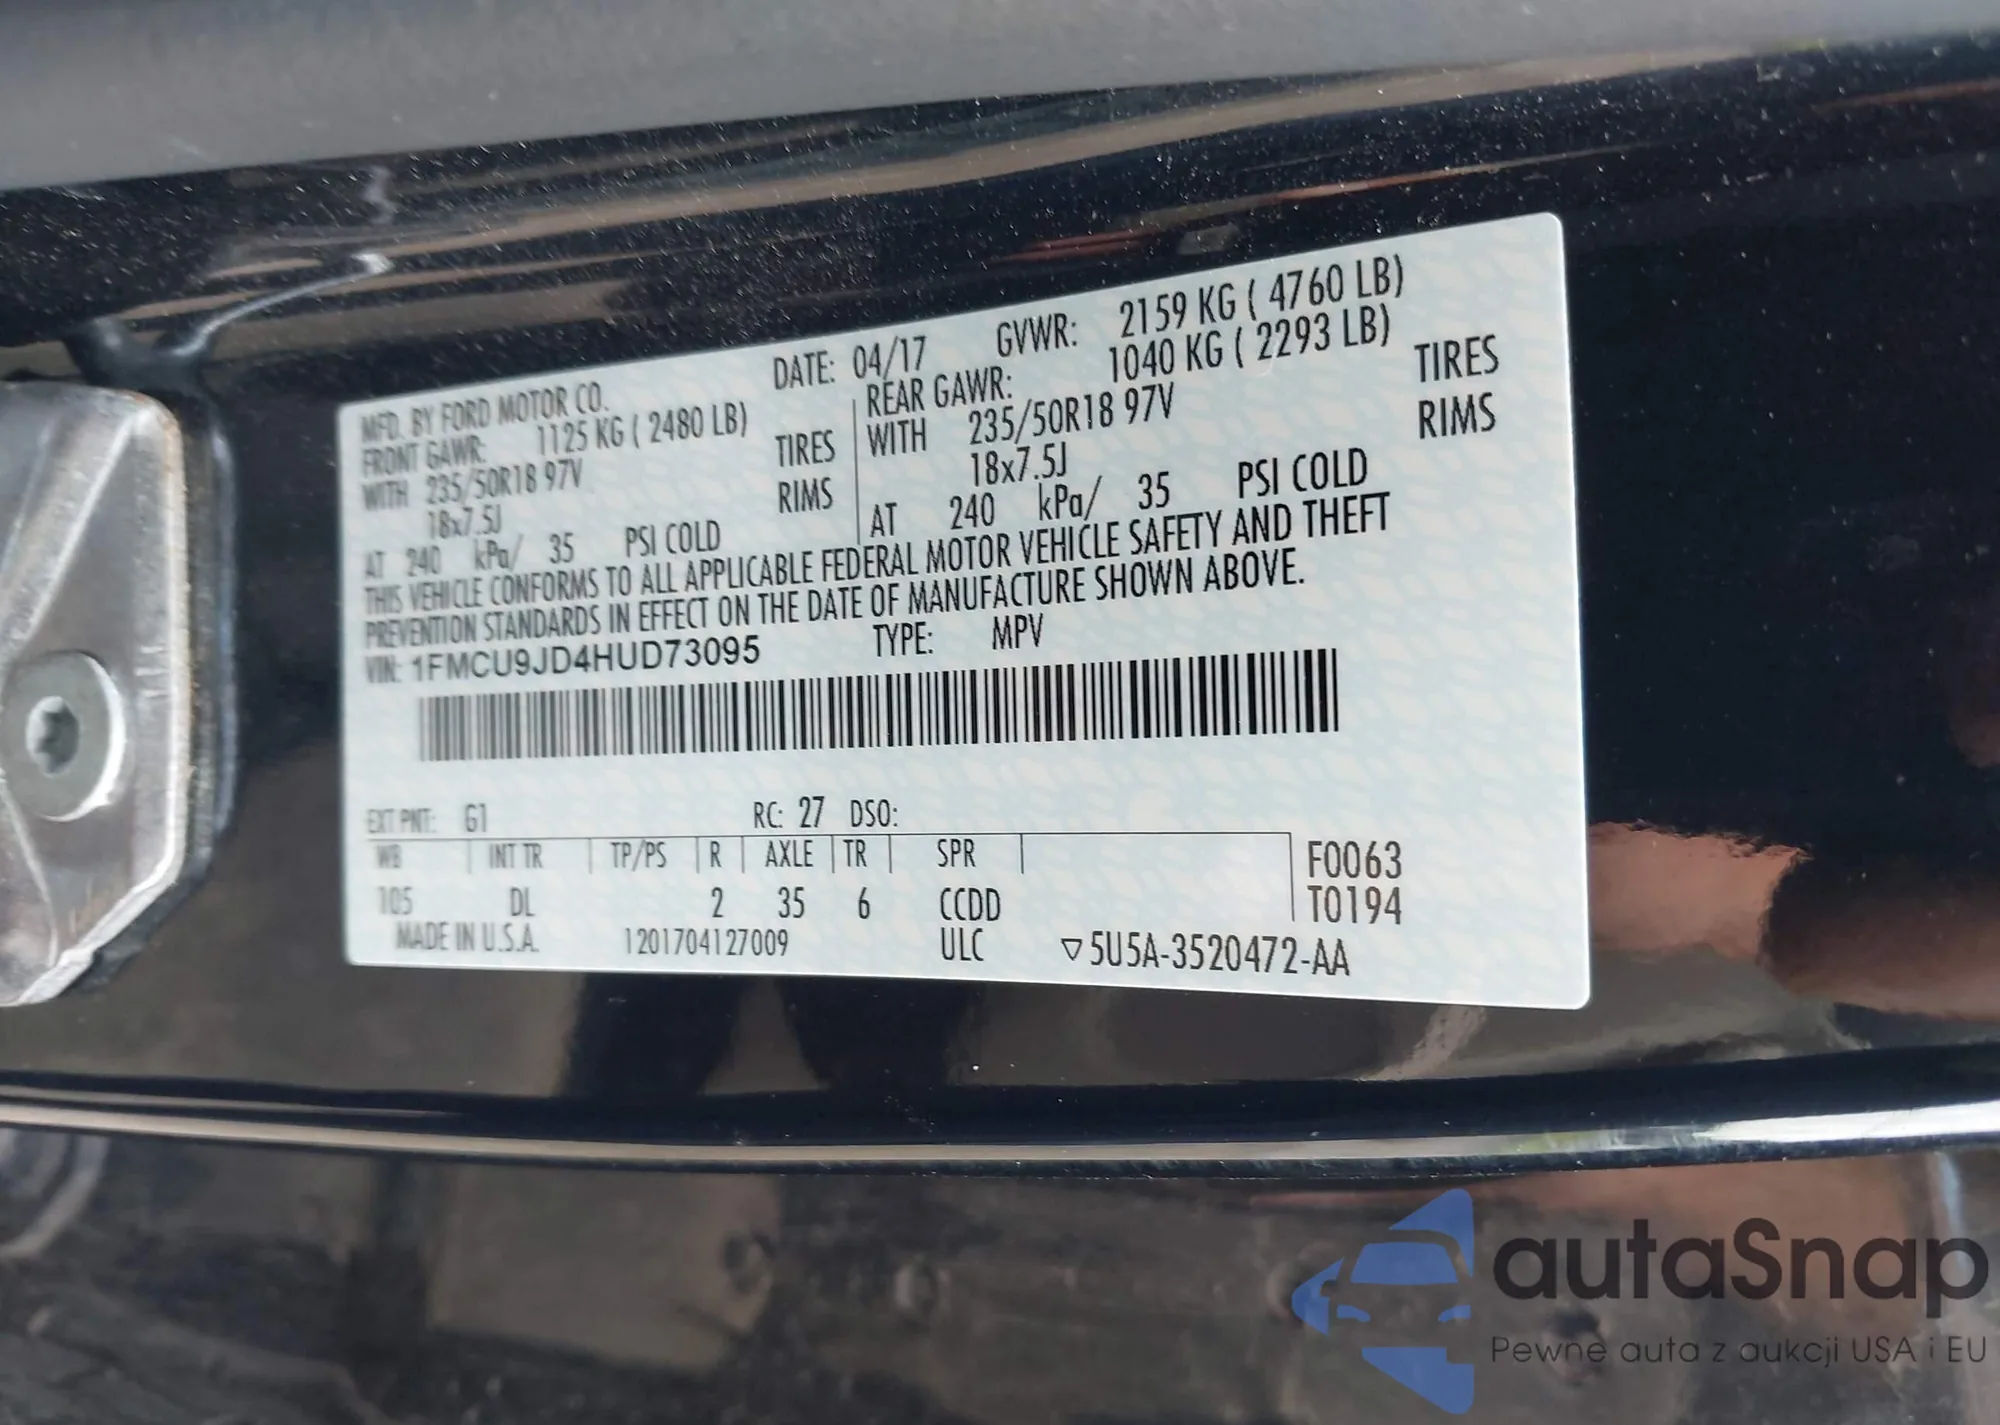 MFD. BY FORD MOTOR CO. DATE: 04/17 GVWR: 2159 KG ( 4760 LB)
FRONT GAWR: 1125 KG ( 2480 LB) REAR GAWR: 1040 KG ( 2293 LB)
WITH 235/50R18 97V TIRES WITH 235/50R18 97V TIRES
18x7.5J RIMS 18x7.5J RIMS
AT 240 kPa/ 35 PSI COLD AT 240 kPa/ 35 PSI COLD
THIS VEHICLE CONFORMS TO ALL APPLICABLE FEDERAL MOTOR VEHICLE SAFETY AND THEFT
PREVENTION STANDARDS IN EFFECT ON THE DATE OF MANUFACTURE SHOWN ABOVE.
VIN: 1FMCU9JD4HUD73095 TYPE: MPV
EXT PNT: G1 RC: 27 DSO:
WB INT TR TP/PS R AXLE TR SPR F0063
105 DL 2 35 6 CCDD T0194
MADE IN U.S.A. 1201704127009 ULC ▽5U5A-3520472-AA
autaSnap
Pewne auta z aukcji USA i EU